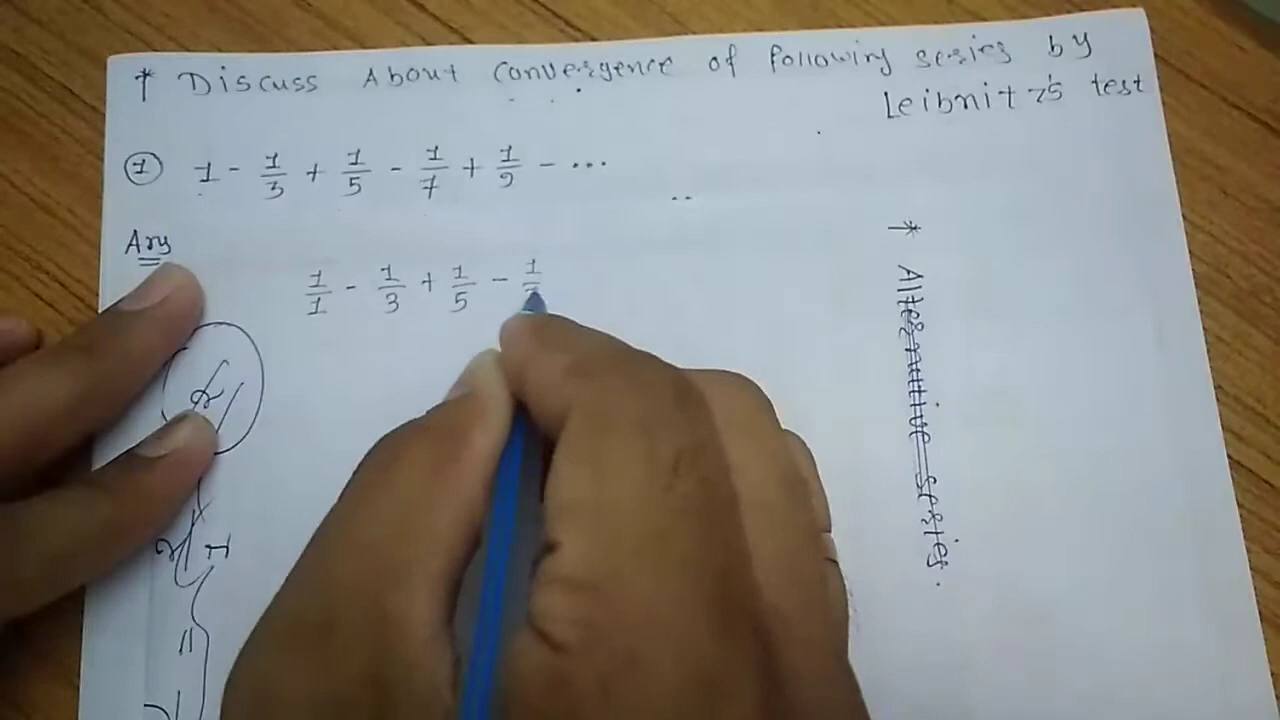 * Discuss About convergence of following series by
Leibnitz's test
① 1 - 1/3 + 1/5 - 1/7 + 1/9 - ...
Ans
1/1 - 1/3 + 1/5 - 1/
* Alternative series.